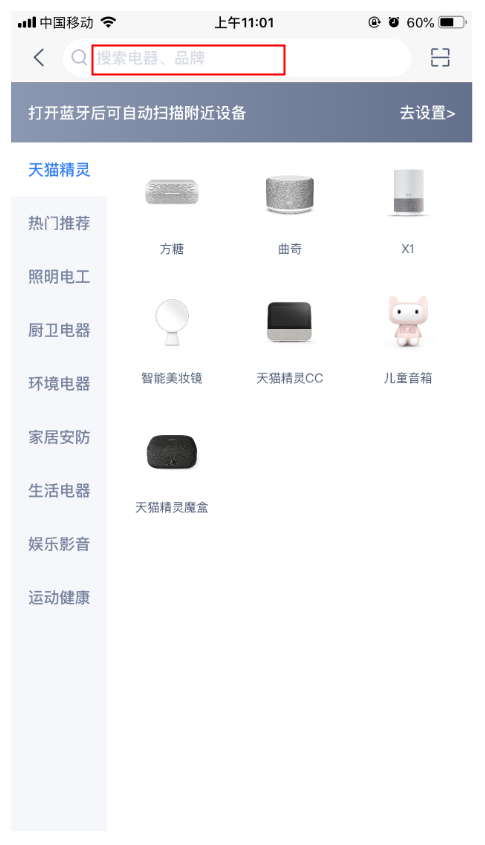 中国移动 上午11:01 60%
搜索电器、品牌
打开蓝牙后可自动扫描附近设备 去设置>
天猫精灵
热门推荐
照明电工
厨卫电器
环境电器
家居安防
生活电器
娱乐影音
运动健康
方糖 曲奇 X1
智能美妆镜 天猫精灵CC 儿童音箱
天猫精灵魔盒